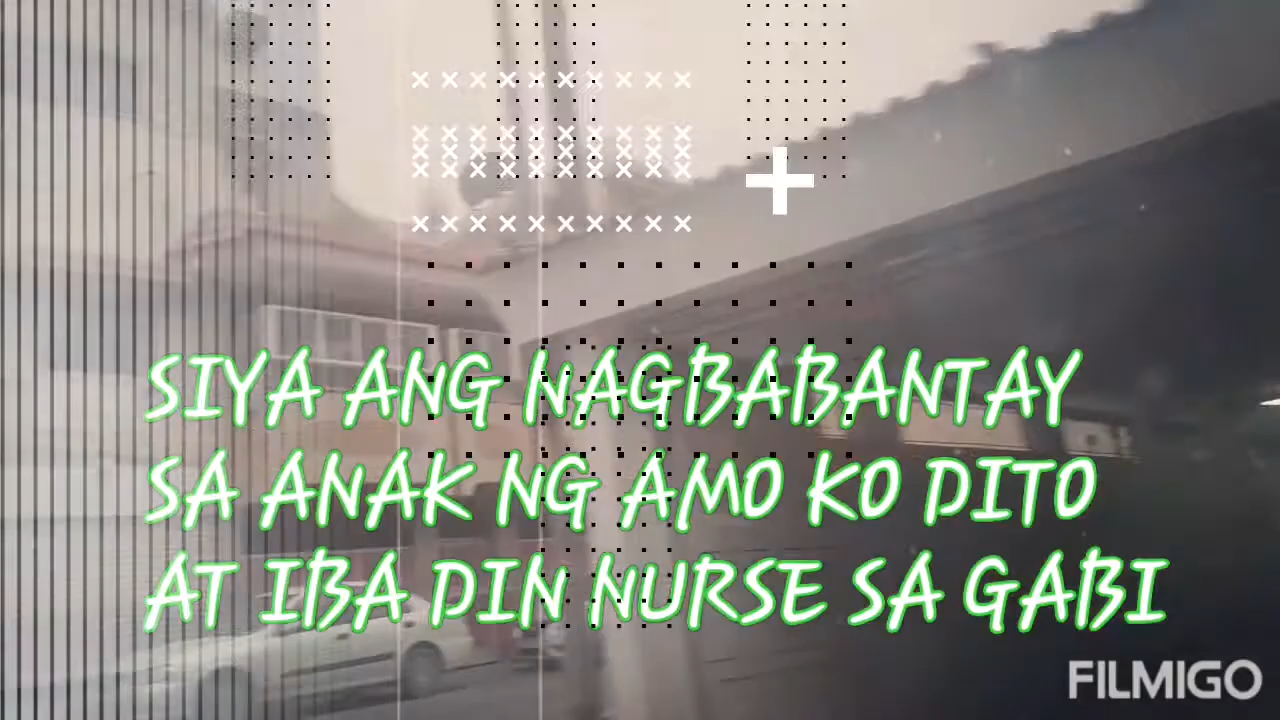 SIYA ANG NAGBABANTAY
SA ANAK NG AMO KO DITO
AT IBA DIN NURSE SA GABI
FILMIGO